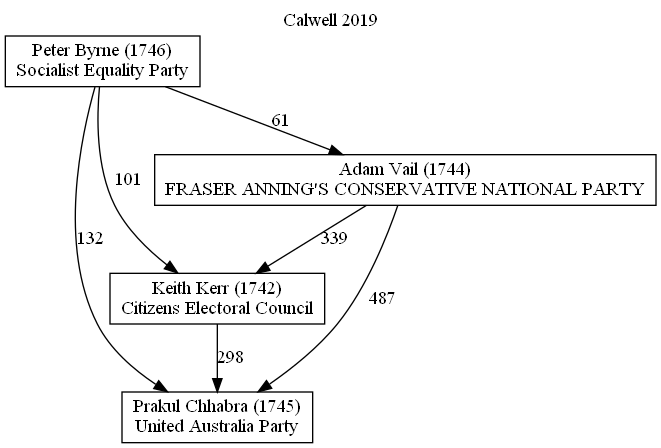 Calwell 2019
Peter Byrne (1746)
Socialist Equality Party
61
Adam Vail (1744)
FRASER ANNING'S CONSERVATIVE NATIONAL PARTY
101
132
339
Keith Kerr (1742)
Citizens Electoral Council
487
298
Prakul Chhabra (1745)
United Australia Party